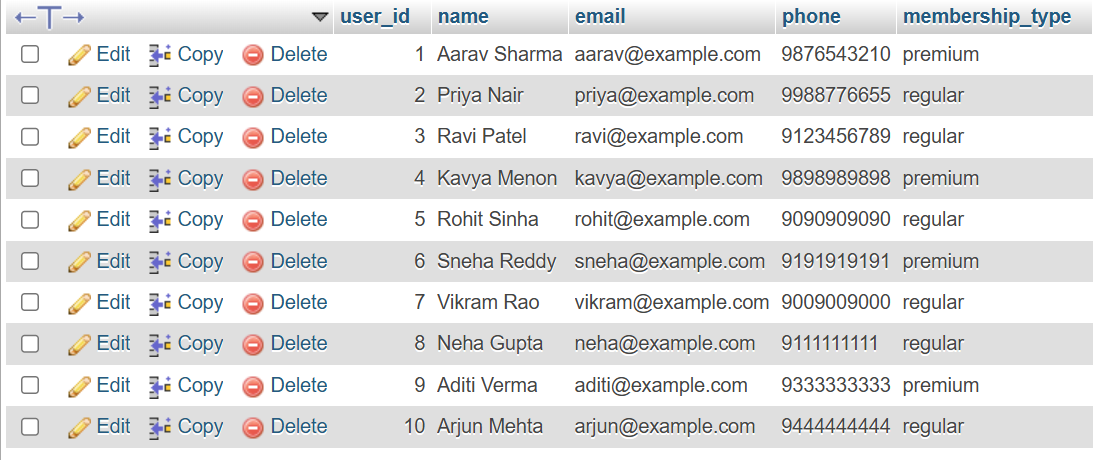 user_id name email phone membership_type
Edit Copy Delete 1 Aarav Sharma aarav@example.com 9876543210 premium
Edit Copy Delete 2 Priya Nair priya@example.com 9988776655 regular
Edit Copy Delete 3 Ravi Patel ravi@example.com 9123456789 regular
Edit Copy Delete 4 Kavya Menon kavya@example.com 9898989898 premium
Edit Copy Delete 5 Rohit Sinha rohit@example.com 9090909090 regular
Edit Copy Delete 6 Sneha Reddy sneha@example.com 9191919191 premium
Edit Copy Delete 7 Vikram Rao vikram@example.com 9009009000 regular
Edit Copy Delete 8 Neha Gupta neha@example.com 9111111111 regular
Edit Copy Delete 9 Aditi Verma aditi@example.com 9333333333 premium
Edit Copy Delete 10 Arjun Mehta arjun@example.com 9444444444 regular